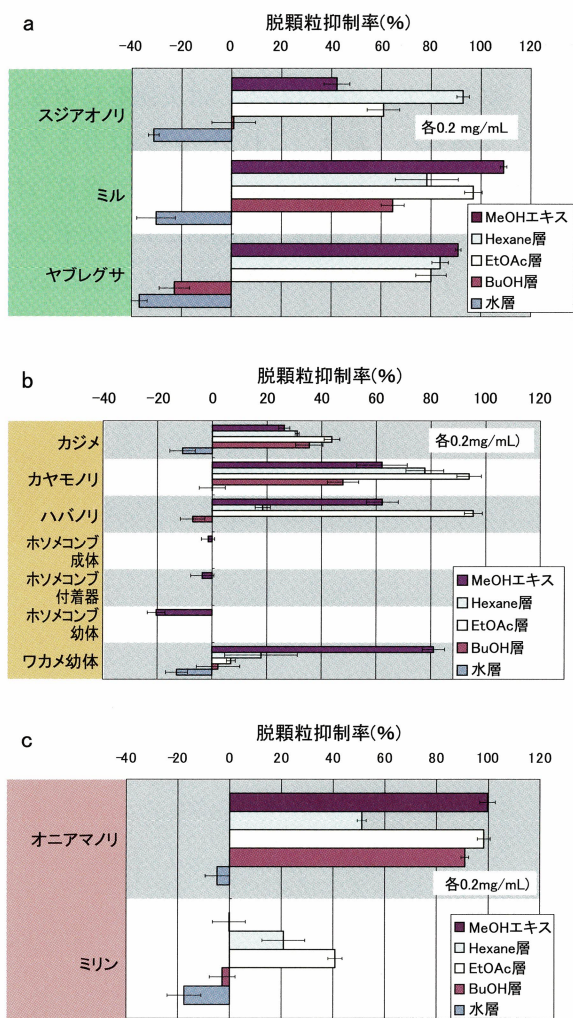 a
脱顆粒抑制率(%)
-40 -20 0 20 40 60 80 100 120
スジアオノリ
各0.2 mg/mL
ミル
ヤブレグサ
MeOHエキス
Hexane層
EtOAc層
BuOH層
水層
b
脱顆粒抑制率(%)
-40 -20 0 20 40 60 80 100 120
カジメ
各0.2mg/mL)
カヤモノリ
ハバノリ
ホソメコンブ
成体
ホソメコンブ
付着器
ホソメコンブ
幼体
ワカメ幼体
MeOHエキス
Hexane層
EtOAc層
BuOH層
水層
c
脱顆粒抑制率(%)
-40 -20 0 20 40 60 80 100 120
オニアマノリ
各0.2mg/mL)
ミリン
MeOHエキス
Hexane層
EtOAc層
BuOH層
水層